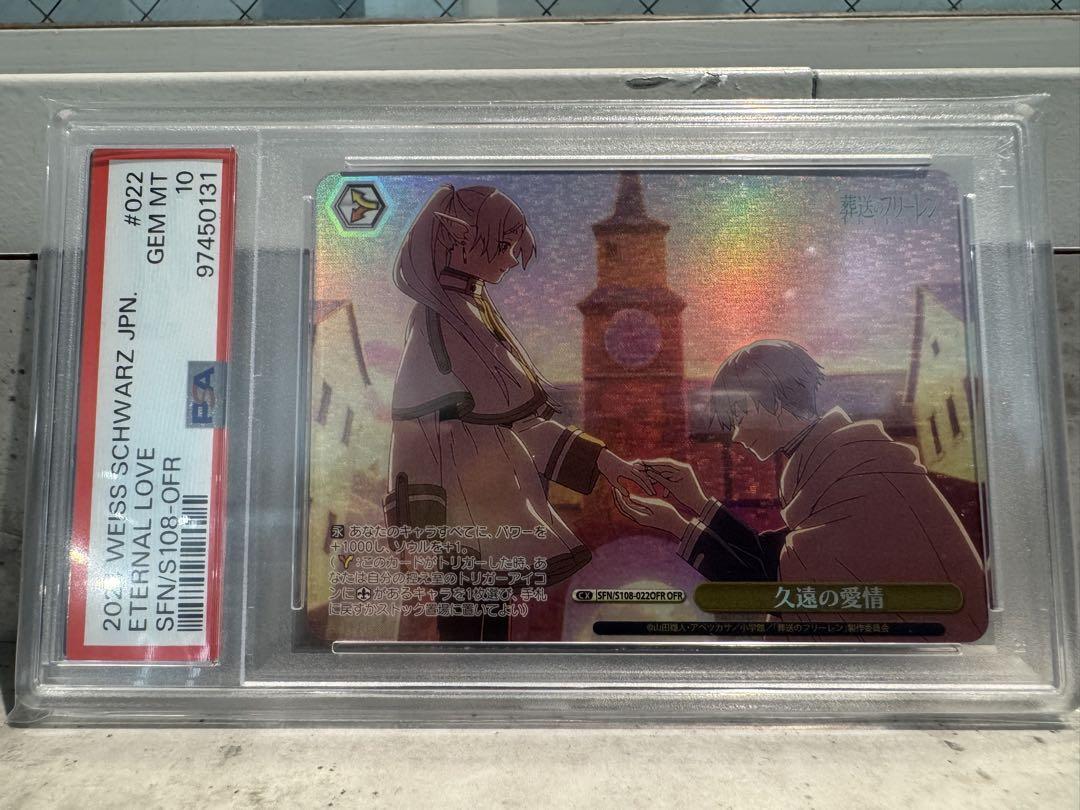 2024 WEISS SCHWARZ JPN.
#022
ETERNAL LOVE
GEM MT
10
SFN/S108-OFR
97450131
PSA
葬送のフリーレン
永 あなたのキャラすべてに、パワーを
+1000し、ソウルを+1。
(:このカードがトリガーした時、あ
なたは自分の控え室のトリガーアイコ
ンにがあるキャラを1枚選び、手札
に戻すかストック置場に置いてよい)
CX
SFN/S108-022OFR OFR
久遠の愛情
©山田鐘人・アベツカサ/小学館/「葬送のフリーレン」製作委員会